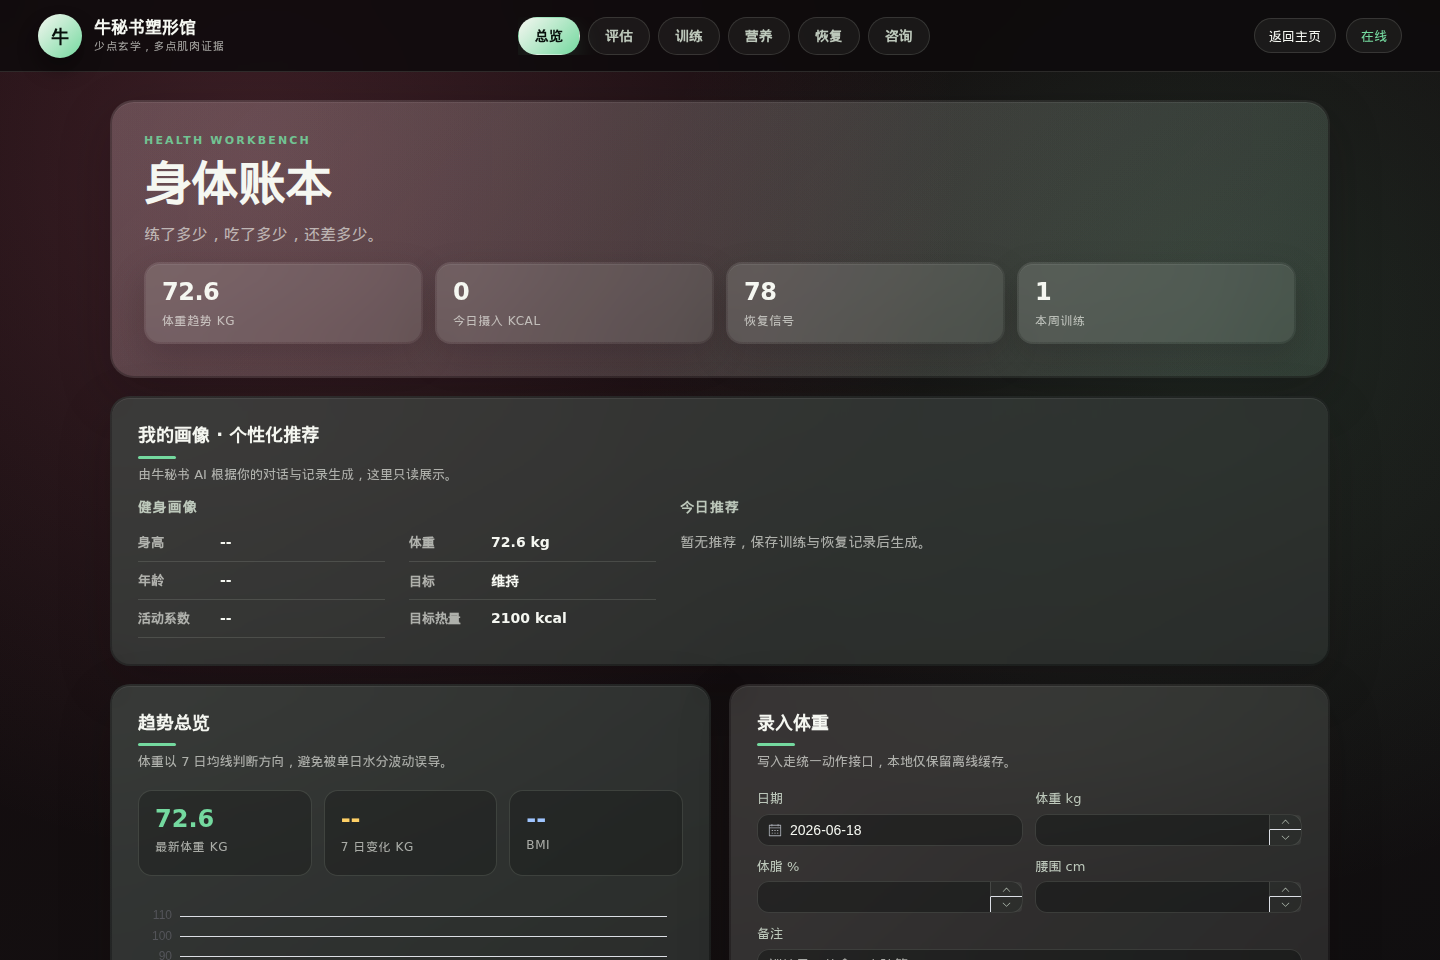 牛
牛秘书塑形馆
少点玄学，多点肌肉证据
总览
评估
训练
营养
恢复
咨询
返回主页
在线
HEALTH WORKBENCH
身体账本
练了多少，吃了多少，还差多少。
72.6
体重趋势 KG
0
今日摄入 KCAL
78
恢复信号
1
本周训练
我的画像 · 个性化推荐
由牛秘书 AI 根据你的对话与记录生成，这里只读展示。
健身画像
身高 --
体重 72.6 kg
年龄 --
目标 维持
活动系数 --
目标热量 2100 kcal
今日推荐
暂无推荐，保存训练与恢复记录后生成。
趋势总览
体重以 7 日均线判断方向，避免被单日水分波动误导。
72.6
最新体重 KG
--
7 日变化 KG
--
BMI
110
100
90
录入体重
写入走统一动作接口，本地仅保留离线缓存。
日期
2026-06-18
体重 kg
体脂 %
腰围 cm
备注